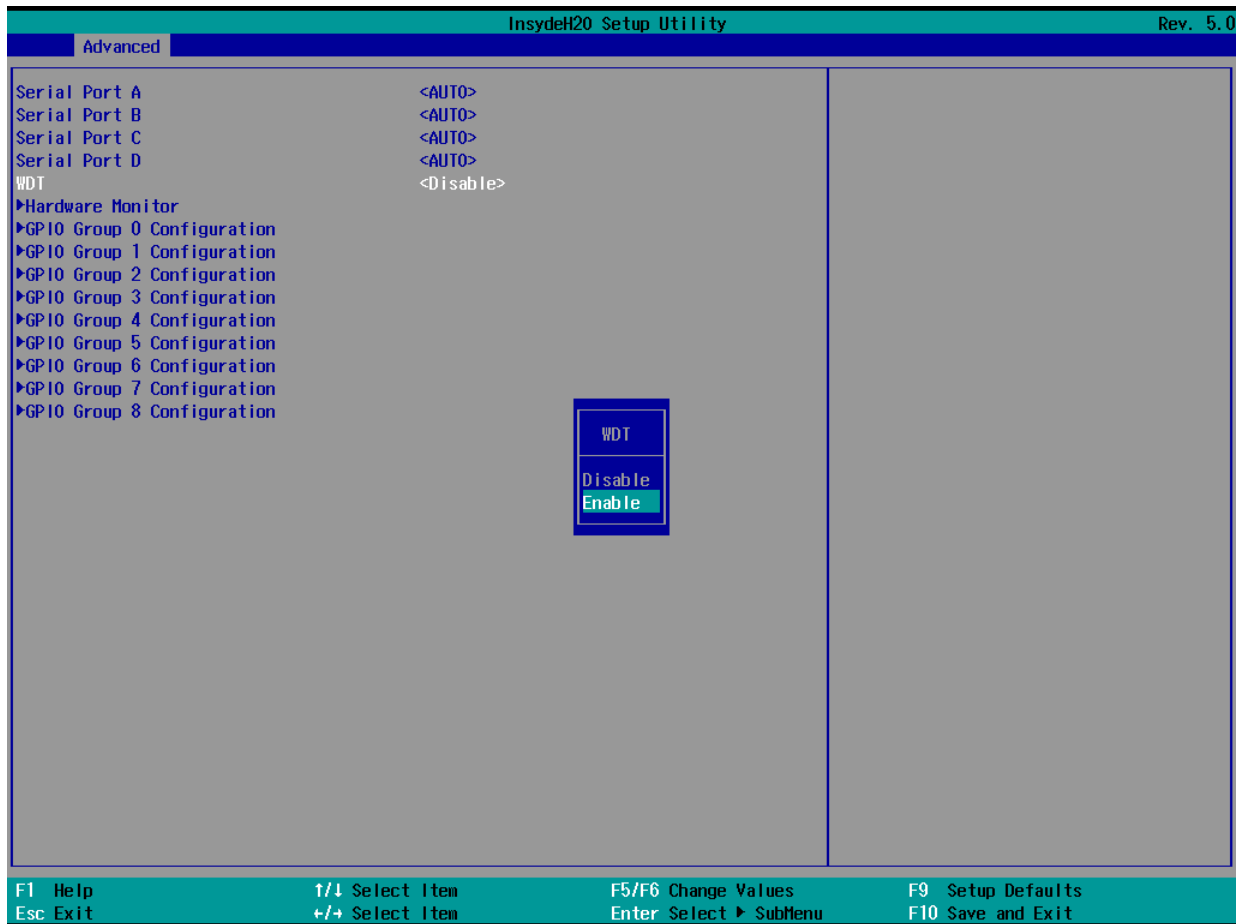 InsydeH20 Setup Utility Rev. 5.0
Advanced
Serial Port A <AUTO>
Serial Port B <AUTO>
Serial Port C <AUTO>
Serial Port D <AUTO>
WDT <Disable>
▶Hardware Monitor
▶GPIO Group 0 Configuration
▶GPIO Group 1 Configuration
▶GPIO Group 2 Configuration
▶GPIO Group 3 Configuration
▶GPIO Group 4 Configuration
▶GPIO Group 5 Configuration
▶GPIO Group 6 Configuration
▶GPIO Group 7 Configuration
▶GPIO Group 8 Configuration
WDT
Disable
Enable
F1 Help ↑/↓ Select Item F5/F6 Change Values F9 Setup Defaults
Esc Exit ←/→ Select Item Enter Select ▶ SubMenu F10 Save and Exit